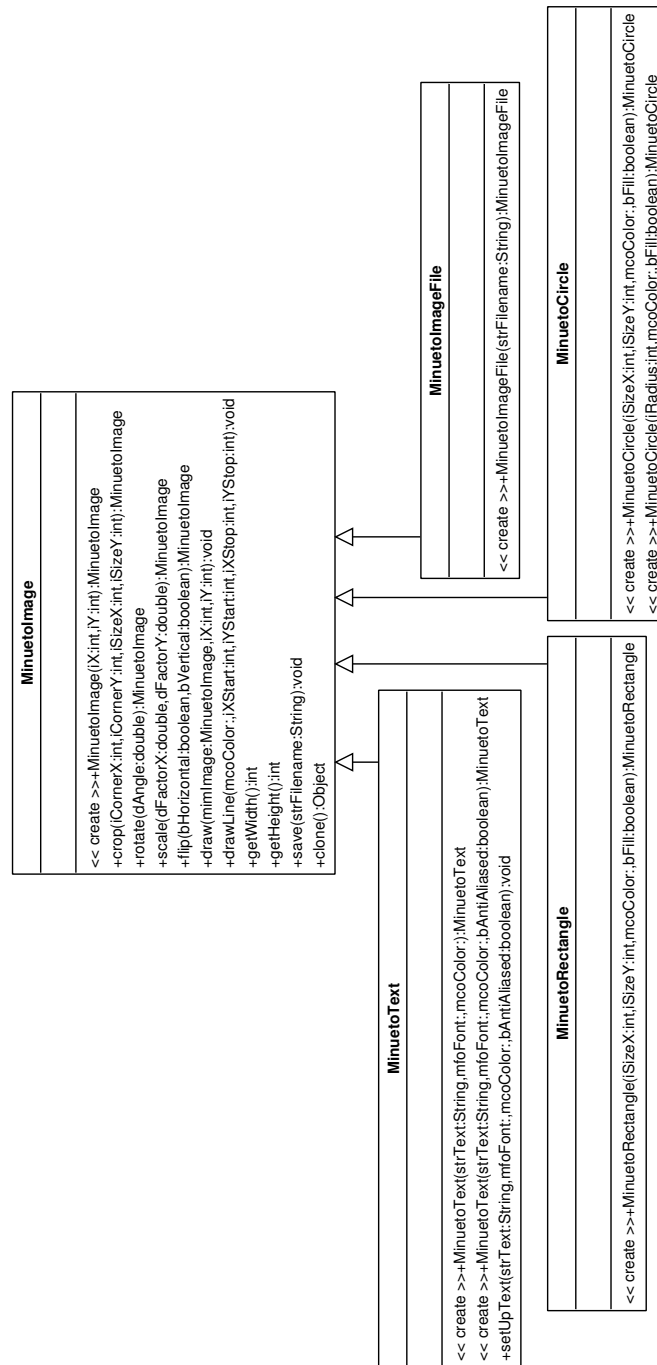 MinuetoImage
<< create >>+MinuetoImage(iX:int,iY:int):MinuetoImage
+crop(iCornerX:int,iCornerY:int,iSizeX:int,iSizeY:int):MinuetoImage
+rotate(dAngle:double):MinuetoImage
+scale(dFactorX:double,dFactorY:double):MinuetoImage
+flip(bHorizontal:boolean,bVertical:boolean):MinuetoImage
+draw(mimImage:MinuetoImage,iX:int,iY:int):void
+drawLine(mcoColor:,iXStart:int,iYStart:int,iXStop:int,iYStop:int):void
+getWidth():int
+getHeight():int
+save(strFilename:String):void
+clone():Object
MinuetoText
<< create >>+MinuetoText(strText:String,mfoFont:,mcoColor:):MinuetoText
<< create >>+MinuetoText(strText:String,mfoFont:,mcoColor:,bAntiAliased:boolean):MinuetoText
+setUpText(strText:String,mfoFont:,mcoColor:,bAntiAliased:boolean):void
MinuetoImageFile
<< create >>+MinuetoImageFile(strFilename:String):MinuetoImageFile
MinuetoRectangle
<< create >>+MinuetoRectangle(iSizeX:int,iSizeY:int,mcoColor:,bFill:boolean):MinuetoRectangle
MinuetoCircle
<< create >>+MinuetoCircle(iSizeX:int,iSizeY:int,mcoColor:,bFill:boolean):MinuetoCircle
<< create >>+MinuetoCircle(iRadius:int,mcoColor:,bFill:boolean):MinuetoCircle